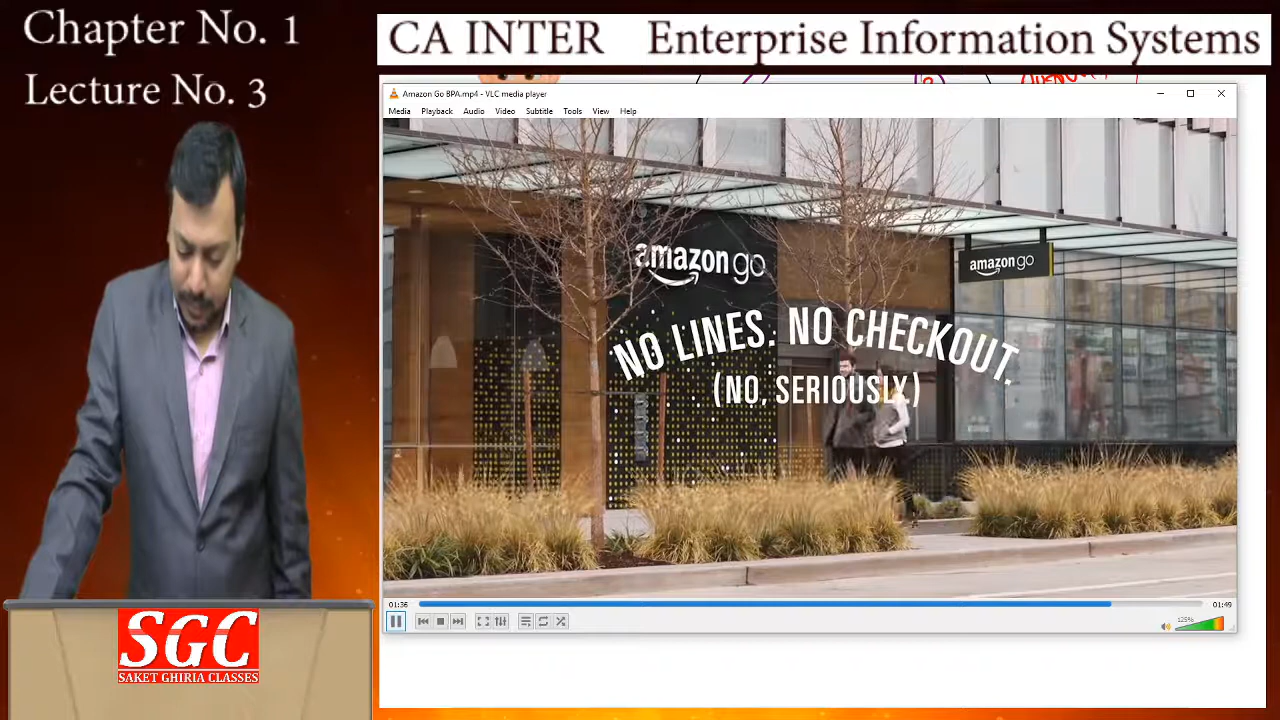 Chapter No. 1
Lecture No. 3
CA INTER Enterprise Information Systems
Amazon Go BPA.mp4 - VLC media player
Media Playback Audio Video Subtitle Tools View Help
amazon go
amazon go
NO LINES. NO CHECKOUT.
(NO, SERIOUSLY.)
01:36
01:49
125%
SGC
SAKET GHIRIA CLASSES